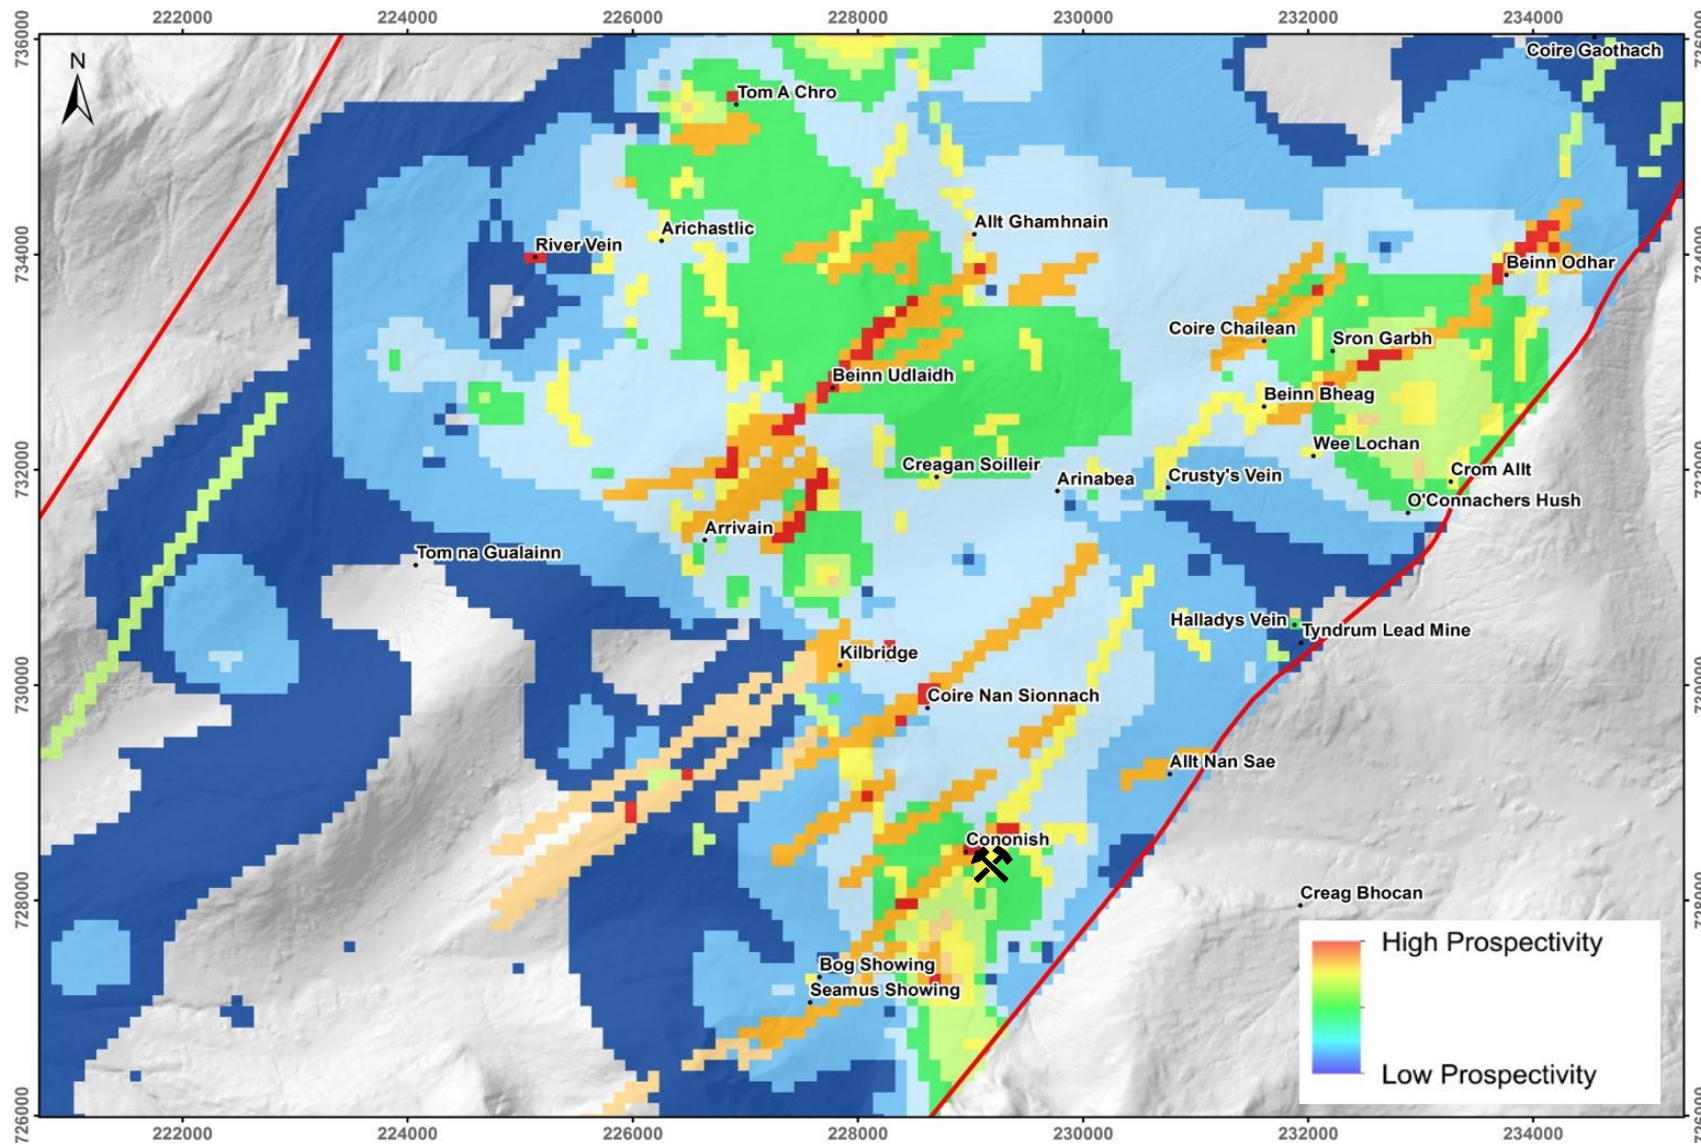 222000 224000 226000 228000 230000 232000 234000
736000
N
Coire Gaothach
Tom A Chro
Allt Ghamhnain
Arichastlic
River Vein
734000
Beinn Odhar
Coire Chailean
Sron Garbh
Beinn Udlaidh
Beinn Bheag
Wee Lochan
Creagan Soilleir
732000
732000
Crom Allt
Arinabea
Crusty's Vein
O'Connachers Hush
Arrivain
Tom na Gualainn
Halladys Vein
Tyndrum Lead Mine
Kilbridge
730000
Coire Nan Sionnach
Allt Nan Sae
Cononish
728000
Creag Bhocan
High Prospectivity
Bog Showing
Seamus Showing
Low Prospectivity
726000
222000 224000 226000 228000 230000 232000 234000